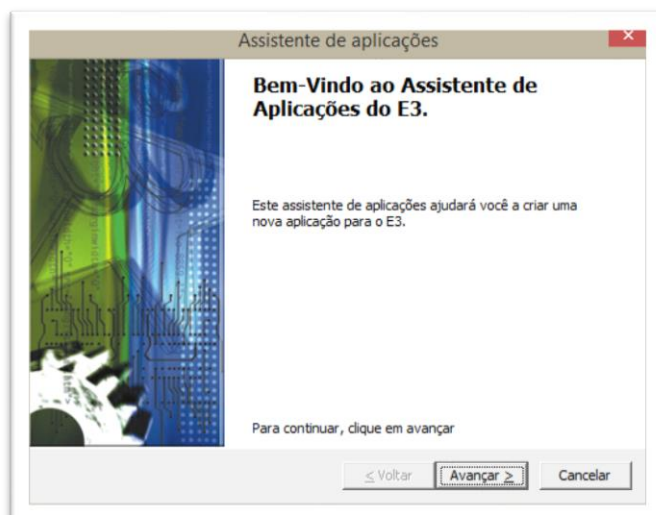 Assistente de aplicações
Bem-Vindo ao Assistente de
Aplicações do E3.
Este assistente de aplicações ajudará você a criar uma
nova aplicação para o E3.
Para continuar, clique em avançar
< Voltar
Avançar >
Cancelar